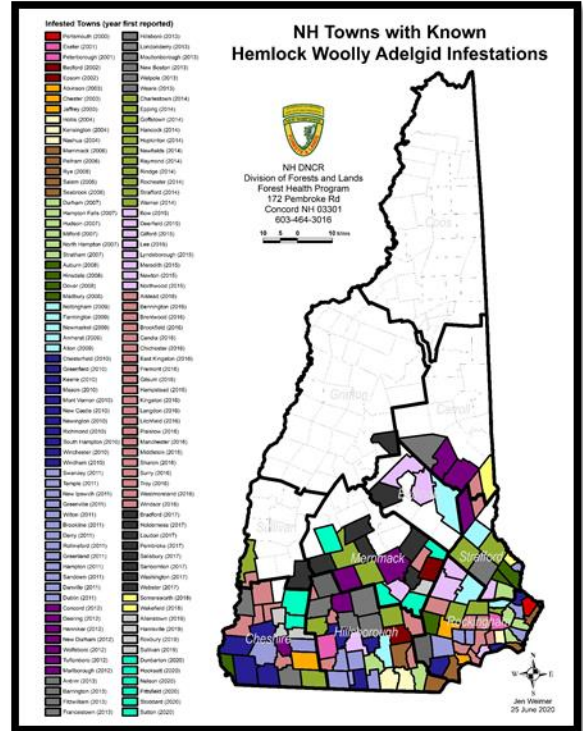 Infested Towns (year first reported)
Portsmouth (2000)
Exeter (2001)
Peterborough (2001)
Bedford (2002)
Epsom (2002)
Atkinson (2003)
Chester (2003)
Jaffrey (2003)
Hollis (2004)
Kensington (2004)
Nashua (2004)
Merrimack (2006)
Pelham (2006)
Rye (2006)
Salem (2006)
Seabrook (2006)
Durham (2007)
Hampton Falls (2007)
Hudson (2007)
Milford (2007)
North Hampton (2007)
Stratham (2007)
Auburn (2008)
Hinsdale (2008)
Dover (2008)
Madbury (2008)
Nottingham (2009)
Farmington (2009)
Newmarket (2009)
Amherst (2009)
Alton (2009)
Chesterfield (2010)
Greenfield (2010)
Keene (2010)
Mason (2010)
Mont Vernon (2010)
New Castle (2010)
Newington (2010)
Richmond (2010)
South Hampton (2010)
Winchester (2010)
Windham (2010)
Swanzey (2011)
Temple (2011)
New Ipswich (2011)
Greenville (2011)
Wilton (2011)
Brookline (2011)
Derry (2011)
Rollinsford (2011)
Greenland (2011)
Hampton (2011)
Sandown (2011)
Danville (2011)
Dublin (2011)
Concord (2012)
Deering (2012)
Henniker (2012)
New Durham (2012)
Wolfeboro (2012)
Tuftonboro (2012)
Marlborough (2012)
Antrim (2013)
Barrington (2013)
Fitzwilliam (2013)
Francestown (2013)
Hillsboro (2013)
Londonderry (2013)
Moultonborough (2013)
New Boston (2013)
Walpole (2013)
Weare (2013)
Charlestown (2014)
Epping (2014)
Goffstown (2014)
Hancock (2014)
Hopkinton (2014)
Newfields (2014)
Raymond (2014)
Rindge (2014)
Rochester (2014)
Strafford (2014)
Warner (2014)
Bow (2015)
Deerfield (2015)
Gilford (2015)
Lee (2015)
Lyndeborough (2015)
Meredith (2015)
Newton (2015)
Northwood (2015)
Alstead (2016)
Bennington (2016)
Brentwood (2016)
Brookfield (2016)
Candia (2016)
Chichester (2016)
East Kingston (2016)
Fremont (2016)
Gilsum (2016)
Hampstead (2016)
Kingston (2016)
Langdon (2016)
Litchfield (2016)
Plaistow (2016)
Manchester (2016)
Middleton (2016)
Sharon (2016)
Surry (2016)
Troy (2016)
Westmoreland (2016)
Windsor (2016)
Bradford (2017)
Holderness (2017)
Loudon (2017)
Pembroke (2017)
Salisbury (2017)
Sanbornton (2017)
Washington (2017)
Webster (2017)
Somersworth (2018)
Wakefield (2018)
Allenstown (2019)
Harrisville (2019)
Roxbury (2019)
Sullivan (2019)
Dunbarton (2020)
Hooksett (2020)
Nelson (2020)
Pittsfield (2020)
Stoddard (2020)
Sutton (2020)
NH Towns with Known
Hemlock Woolly Adelgid Infestations
NH DNCR
Division of Forests and Lands
Forest Health Program
172 Pembroke Rd
Concord NH 03301
603-464-3016
10 5 0 10 Miles
Coos
Grafton
Carroll
Sullivan
Merrimack
Strafford
Cheshire
Hillsborough
Rockingham
N
W E
S
Jen Weimer
25 June 2020